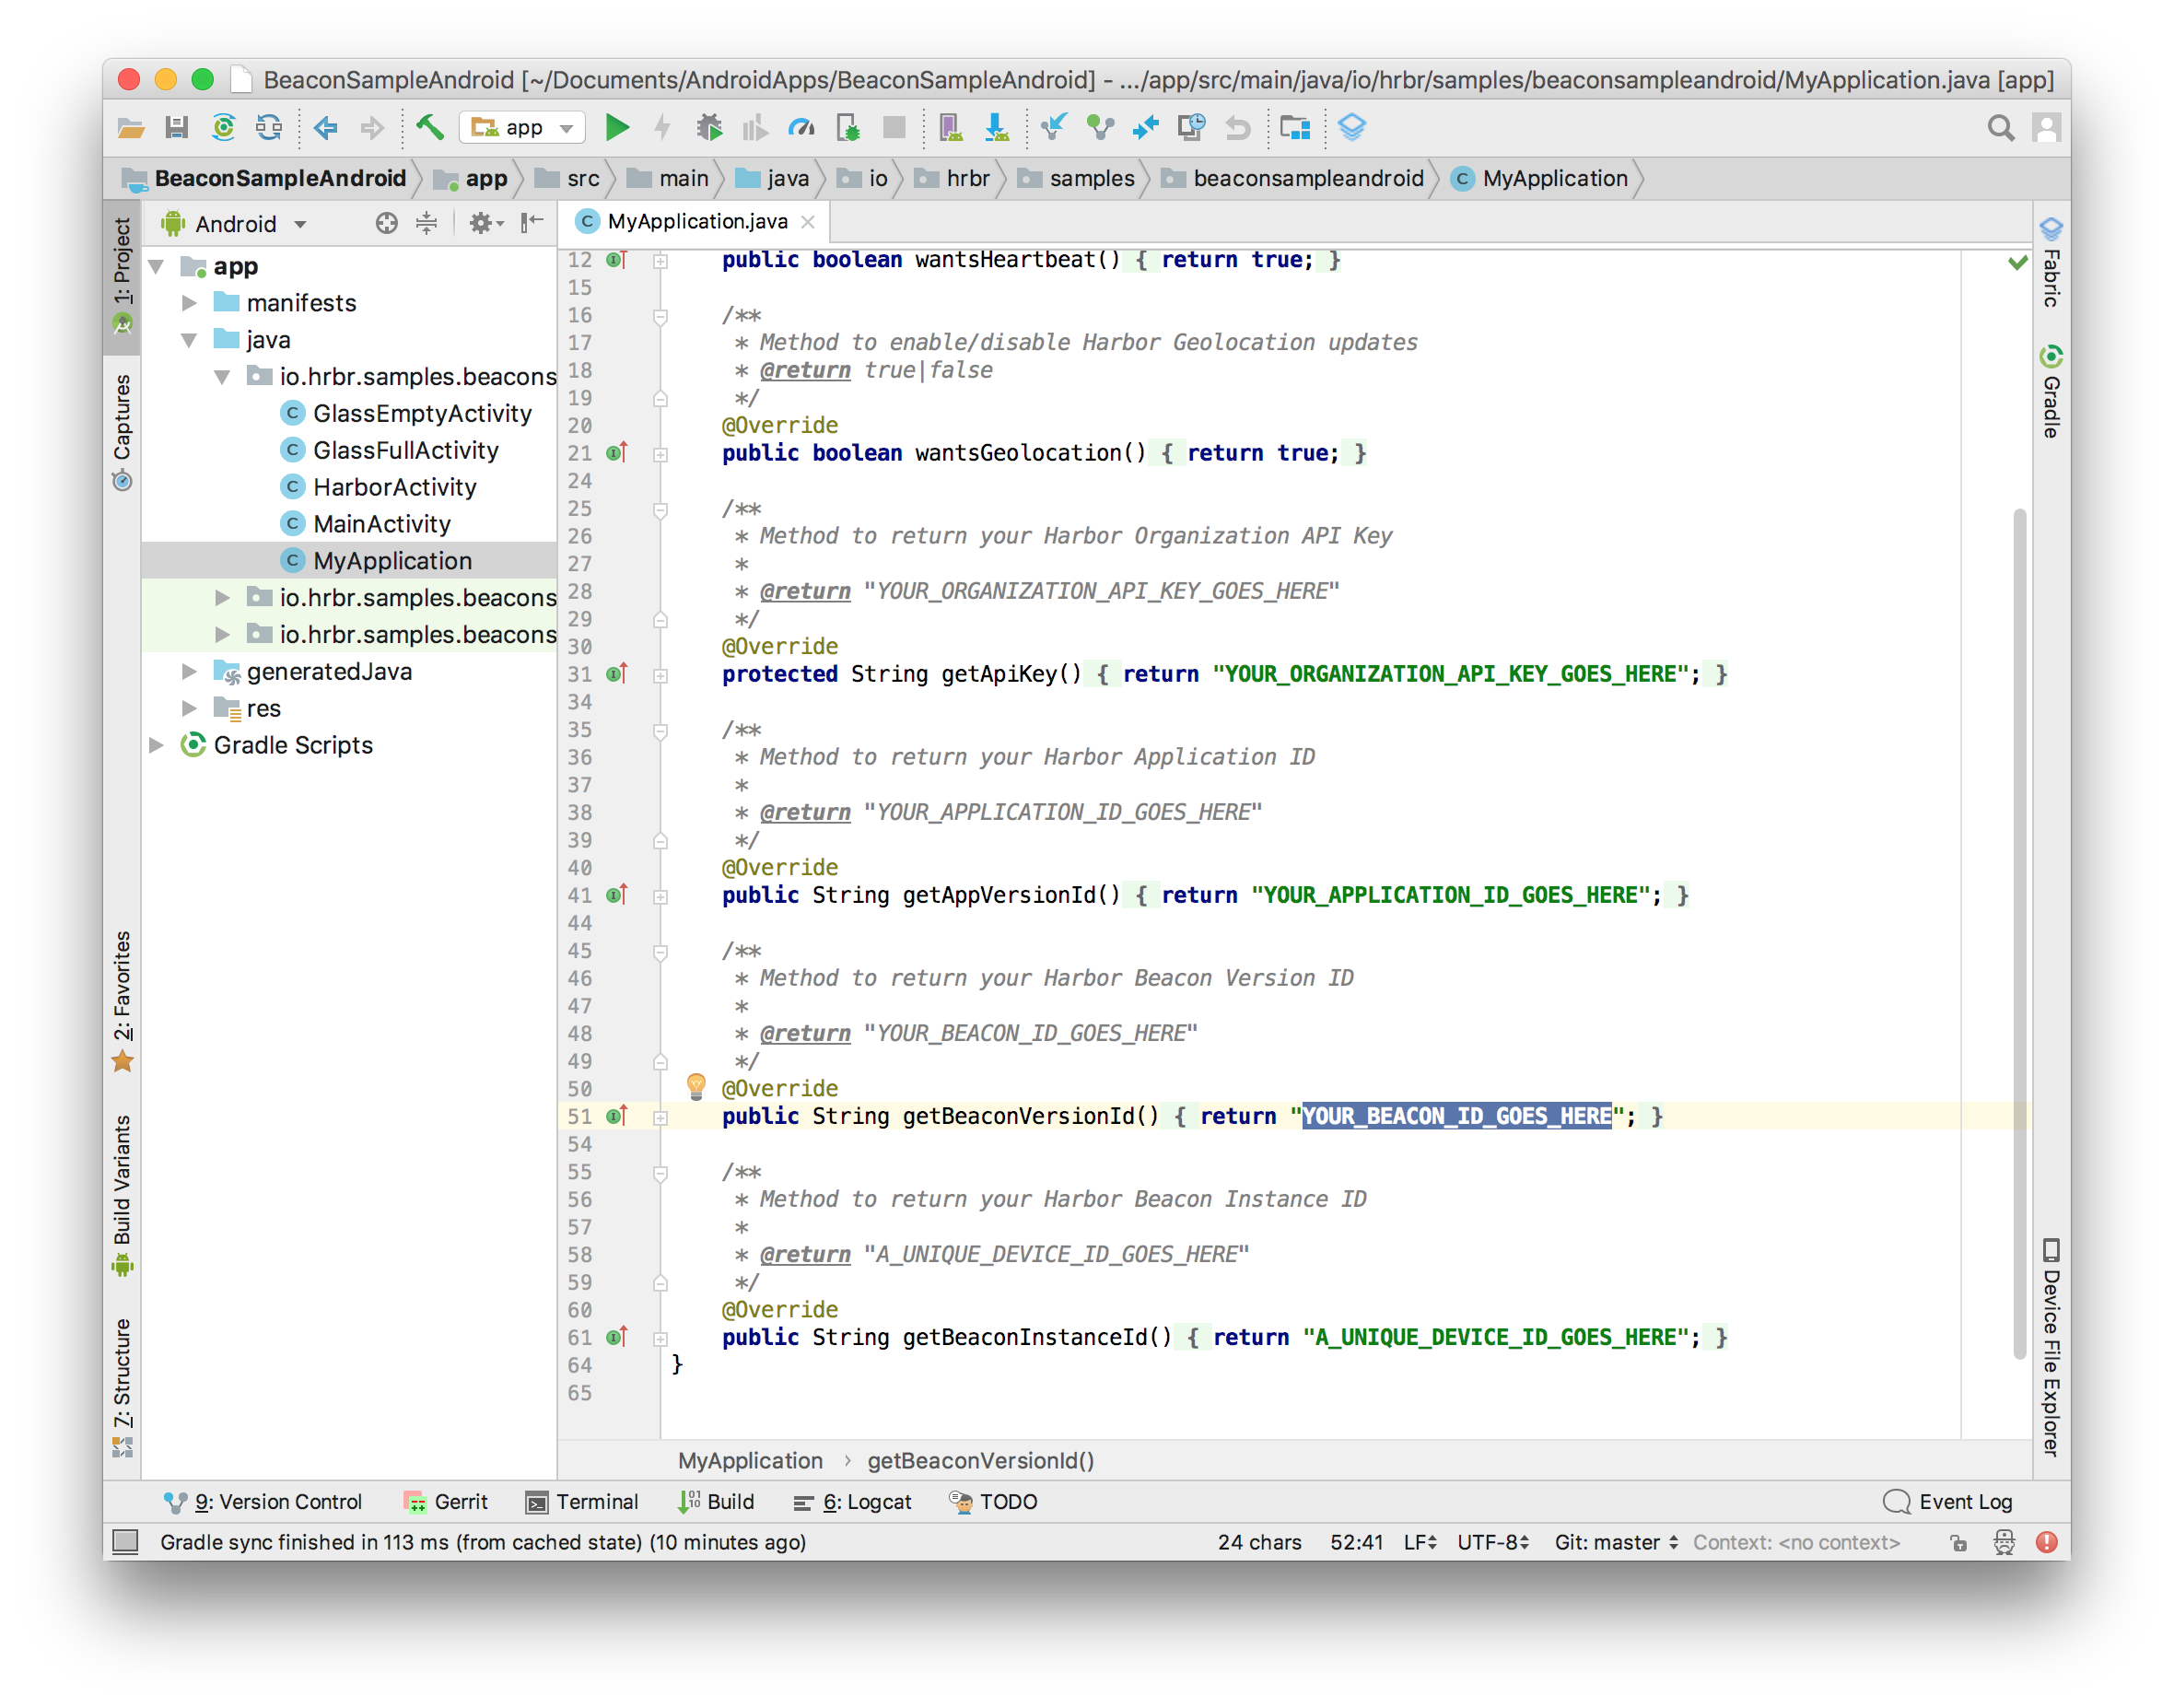 BeaconSampleAndroid [~/Documents/AndroidApps/BeaconSampleAndroid] - .../app/src/main/java/io/hrbr/samples/beaconsampleandroid/MyApplication.java [app]
app
BeaconSampleAndroid app src main java io hrbr samples beaconsampleandroid MyApplication
1: Project
Captures
2: Favorites
Build Variants
7: Structure
Android
app
manifests
java
io.hrbr.samples.beacons
GlassEmptyActivity
GlassFullActivity
HarborActivity
MainActivity
MyApplication
io.hrbr.samples.beacons
io.hrbr.samples.beacons
generatedJava
res
Gradle Scripts
MyApplication.java
12 public boolean wantsHeartbeat() { return true; }
15
16 /**
17 * Method to enable/disable Harbor Geolocation updates
18 * @return true|false
19 */
20 @Override
21 public boolean wantsGeolocation() { return true; }
24
25 /**
26 * Method to return your Harbor Organization API Key
27 *
28 * @return "YOUR_ORGANIZATION_API_KEY_GOES_HERE"
29 */
30 @Override
31 protected String getApiKey() { return "YOUR_ORGANIZATION_API_KEY_GOES_HERE"; }
34
35 /**
36 * Method to return your Harbor Application ID
37 *
38 * @return "YOUR_APPLICATION_ID_GOES_HERE"
39 */
40 @Override
41 public String getAppVersionId() { return "YOUR_APPLICATION_ID_GOES_HERE"; }
44
45 /**
46 * Method to return your Harbor Beacon Version ID
47 *
48 * @return "YOUR_BEACON_ID_GOES_HERE"
49 */
50 @Override
51 public String getBeaconVersionId() { return "YOUR_BEACON_ID_GOES_HERE"; }
54
55 /**
56 * Method to return your Harbor Beacon Instance ID
57 *
58 * @return "A_UNIQUE_DEVICE_ID_GOES_HERE"
59 */
60 @Override
61 public String getBeaconInstanceId() { return "A_UNIQUE_DEVICE_ID_GOES_HERE"; }
64 }
65
MyApplication › getBeaconVersionId()
Fabric
Gradle
Device File Explorer
9: Version Control Gerrit Terminal Build 6: Logcat TODO Event Log
Gradle sync finished in 113 ms (from cached state) (10 minutes ago) 24 chars 52:41 LF UTF-8 Git: master Context: <no context>